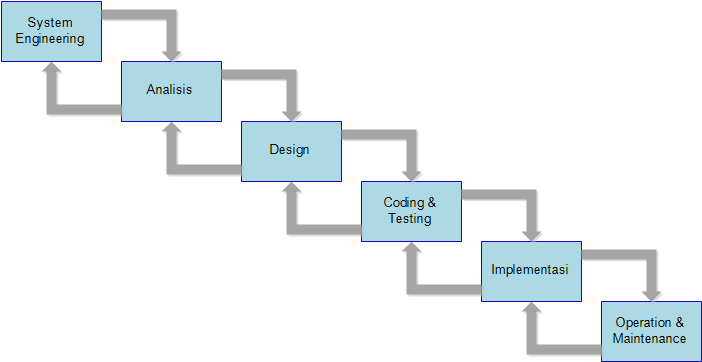 System
Engineering
Analisis
Design
Coding &
Testing
Implementasi
Operation &
Maintenance